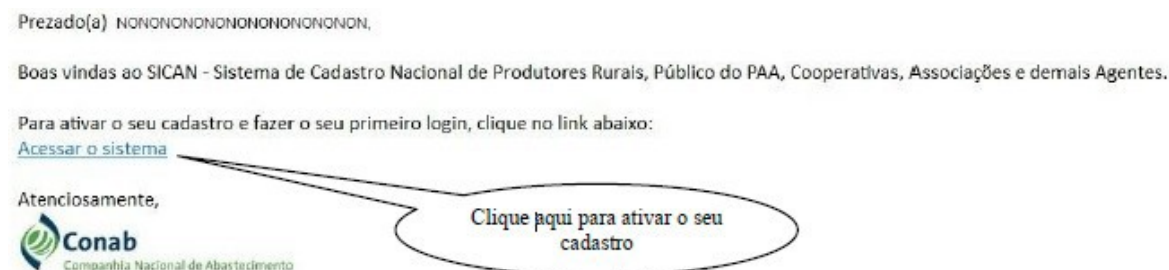 Prezado(a) NONONONONONONONONONONON,
Boas vindas ao SICAN - Sistema de Cadastro Nacional de Produtores Rurais, Público do PAA, Cooperativas, Associações e demais Agentes.
Para ativar o seu cadastro e fazer o seu primeiro login, clique no link abaixo:
Acessar o sistema
Atenciosamente,
Clique aqui para ativar o seu
cadastro
Conab
Companhia Nacional de Abastecimento